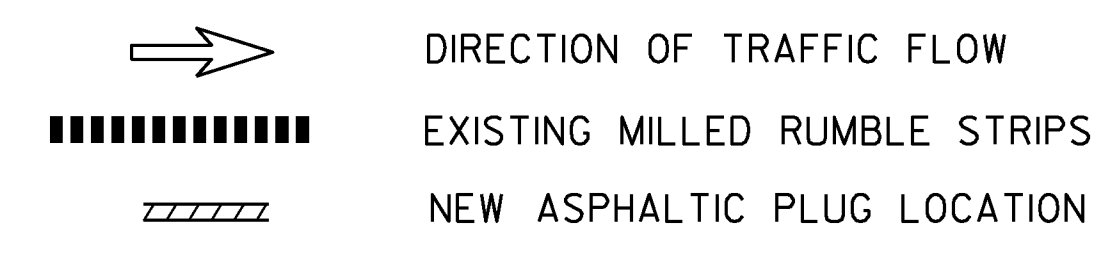 DIRECTION OF TRAFFIC FLOW
EXISTING MILLED RUMBLE STRIPS
NEW ASPHALTIC PLUG LOCATION